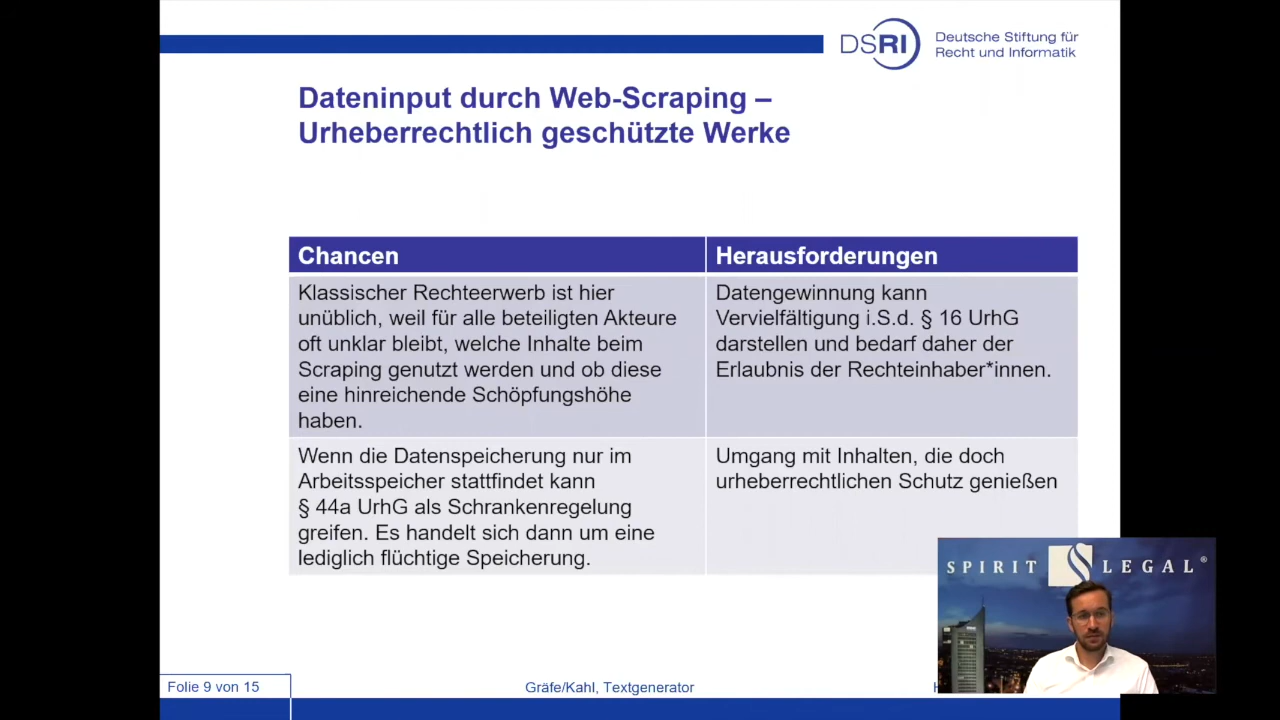 DSRI
Deutsche Stiftung für
Recht und Informatik
Dateninput durch Web-Scraping –
Urheberrechtlich geschützte Werke
Chancen
Herausforderungen
Klassischer Rechteerwerb ist hier
unüblich, weil für alle beteiligten Akteure
oft unklar bleibt, welche Inhalte beim
Scraping genutzt werden und ob diese
eine hinreichende Schöpfungshöhe
haben.
Datengewinnung kann
Vervielfältigung i.S.d. § 16 UrhG
darstellen und bedarf daher der
Erlaubnis der Rechteinhaber*innen.
Wenn die Datenspeicherung nur im
Arbeitsspeicher stattfindet kann
§ 44a UrhG als Schrankenregelung
greifen. Es handelt sich dann um eine
lediglich flüchtige Speicherung.
Umgang mit Inhalten, die doch
urheberrechtlichen Schutz genießen
SPIRIT LEGAL®
Folie 9 von 15
Gräfe/Kahl, Textgenerator